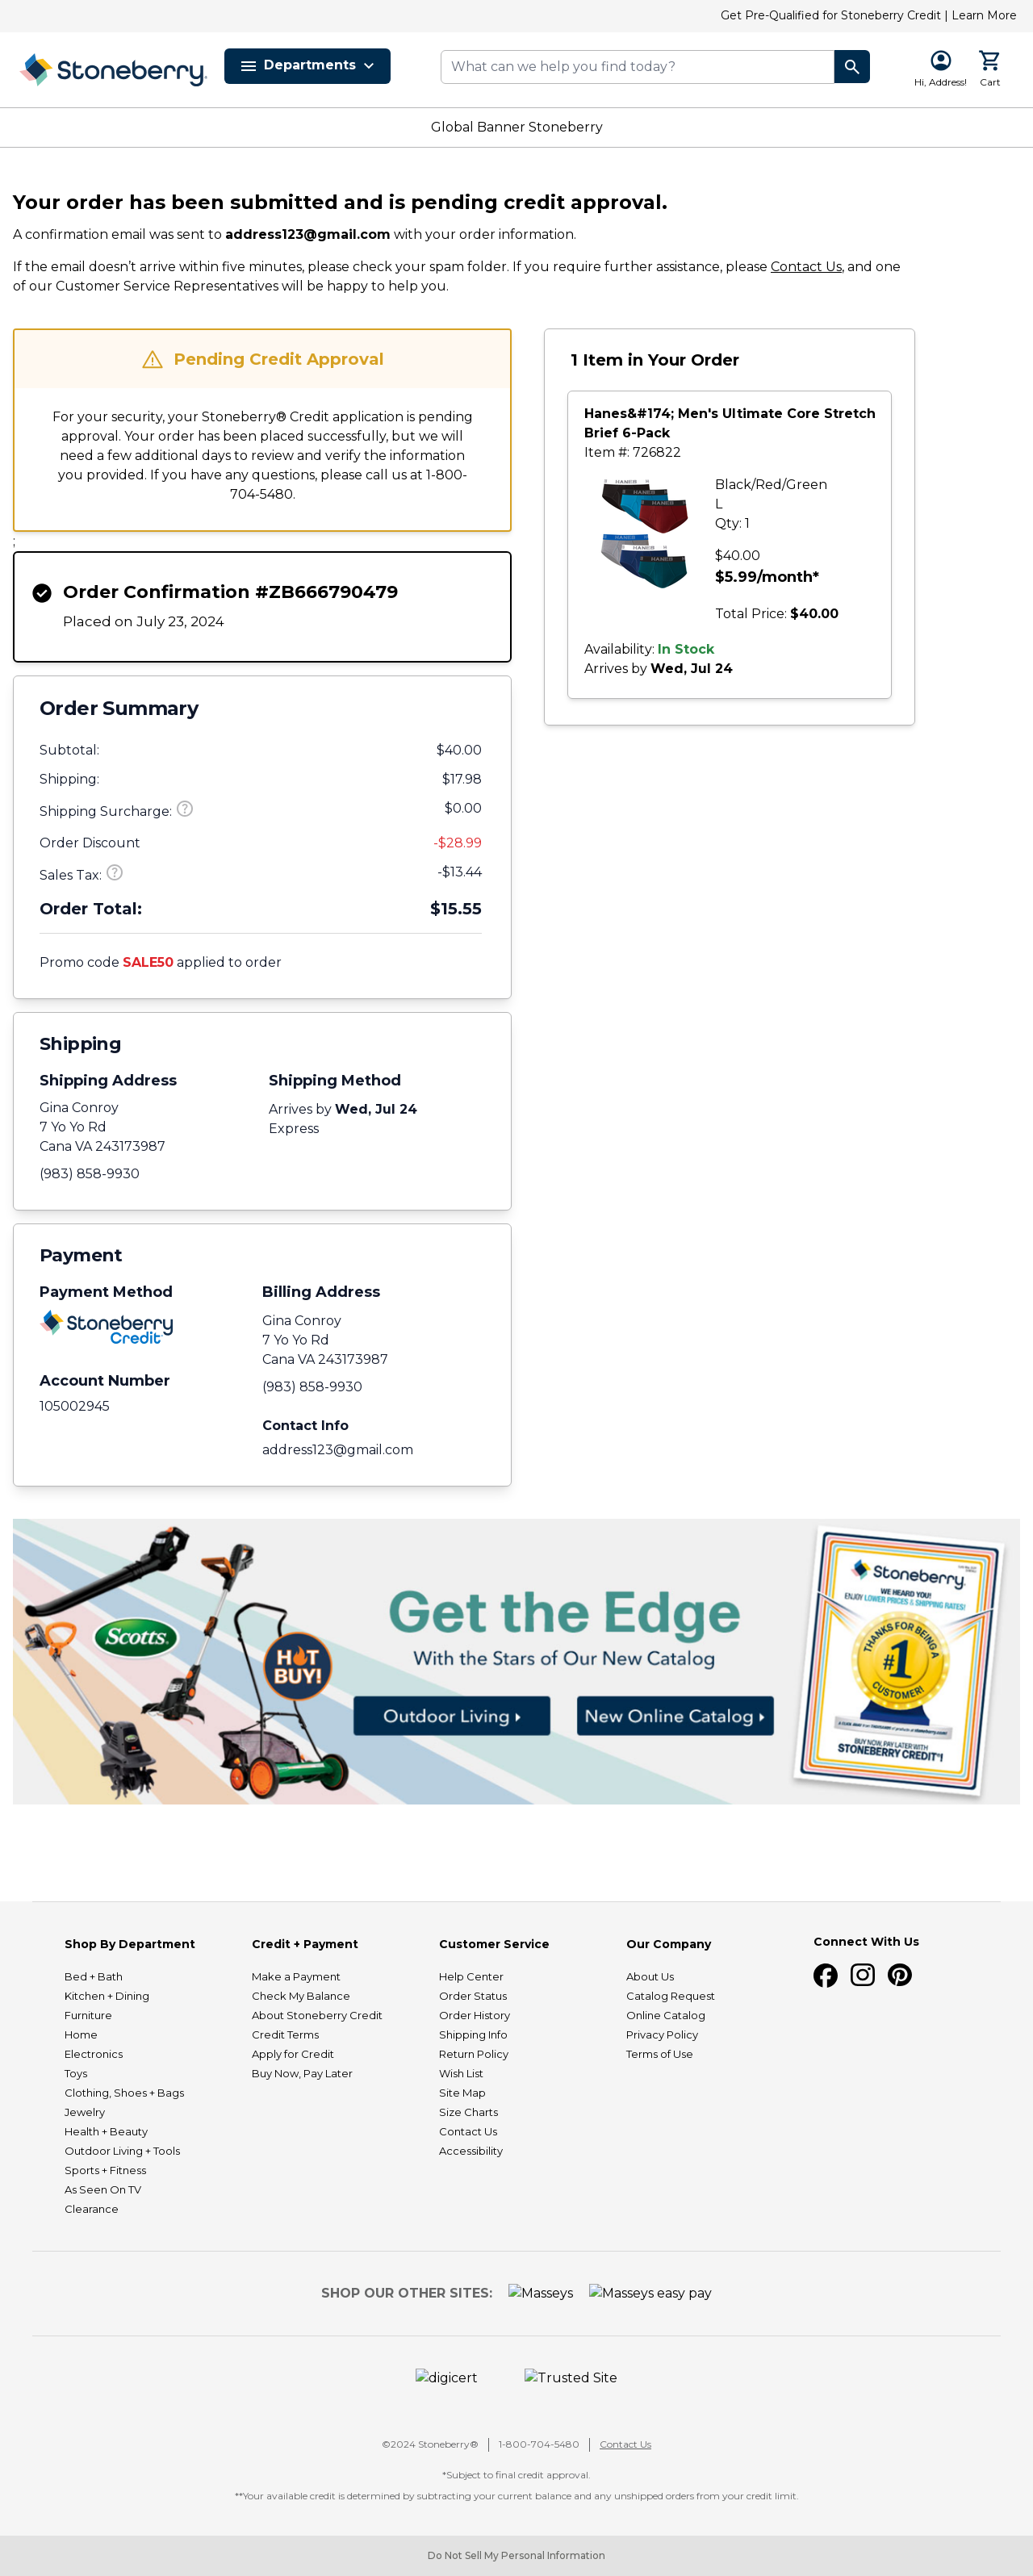 Get Pre-Qualified for Stoneberry Credit | Learn More
Stoneberry
Departments
What can we help you find today?
Hi, Address!
Cart
Global Banner Stoneberry
Your order has been submitted and is pending credit approval.
A confirmation email was sent to address123@gmail.com with your order information.
If the email doesn’t arrive within five minutes, please check your spam folder. If you require further assistance, please Contact Us, and one
of our Customer Service Representatives will be happy to help you.
Pending Credit Approval
For your security, your Stoneberry® Credit application is pending
approval. Your order has been placed successfully, but we will
need a few additional days to review and verify the information
you provided. If you have any questions, please call us at 1-800-
704-5480.
;
Order Confirmation #ZB666790479
Placed on July 23, 2024
Order Summary
Subtotal: $40.00
Shipping: $17.98
Shipping Surcharge: ? $0.00
Order Discount -$28.99
Sales Tax: ? -$13.44
Order Total: $15.55
Promo code SALE50 applied to order
Shipping
Shipping Address
Gina Conroy
7 Yo Yo Rd
Cana VA 243173987
(983) 858-9930
Shipping Method
Arrives by Wed, Jul 24
Express
Payment
Payment Method
Stoneberry
Credit
Account Number
105002945
Billing Address
Gina Conroy
7 Yo Yo Rd
Cana VA 243173987
(983) 858-9930
Contact Info
address123@gmail.com
1 Item in Your Order
Hanes&#174; Men's Ultimate Core Stretch
Brief 6-Pack
Item #: 726822
HANES HANES
HANES HANES
Black/Red/Green
L
Qty: 1
$40.00
$5.99/month*
Total Price: $40.00
Availability: In Stock
Arrives by Wed, Jul 24
Scotts
HOT
BUY!
Get the Edge
With the Stars of Our New Catalog
Outdoor Living
New Online Catalog
Stoneberry
WE HEARD YOU!
ENJOY LOWER PRICES & SHIPPING RATES!
THANKS FOR BEING A
#1
CUSTOMER!
BUY NOW, PAY LATER WITH
STONEBERRY CREDIT*!
Shop By Department
Bed + Bath
Kitchen + Dining
Furniture
Home
Electronics
Toys
Clothing, Shoes + Bags
Jewelry
Health + Beauty
Outdoor Living + Tools
Sports + Fitness
As Seen On TV
Clearance
Credit + Payment
Make a Payment
Check My Balance
About Stoneberry Credit
Credit Terms
Apply for Credit
Buy Now, Pay Later
Customer Service
Help Center
Order Status
Order History
Shipping Info
Return Policy
Wish List
Site Map
Size Charts
Contact Us
Accessibility
Our Company
About Us
Catalog Request
Online Catalog
Privacy Policy
Terms of Use
Connect With Us
SHOP OUR OTHER SITES: Masseys Masseys easy pay
digicert Trusted Site
©2024 Stoneberry® | 1-800-704-5480 | Contact Us
*Subject to final credit approval.
**Your available credit is determined by subtracting your current balance and any unshipped orders from your credit limit.
Do Not Sell My Personal Information